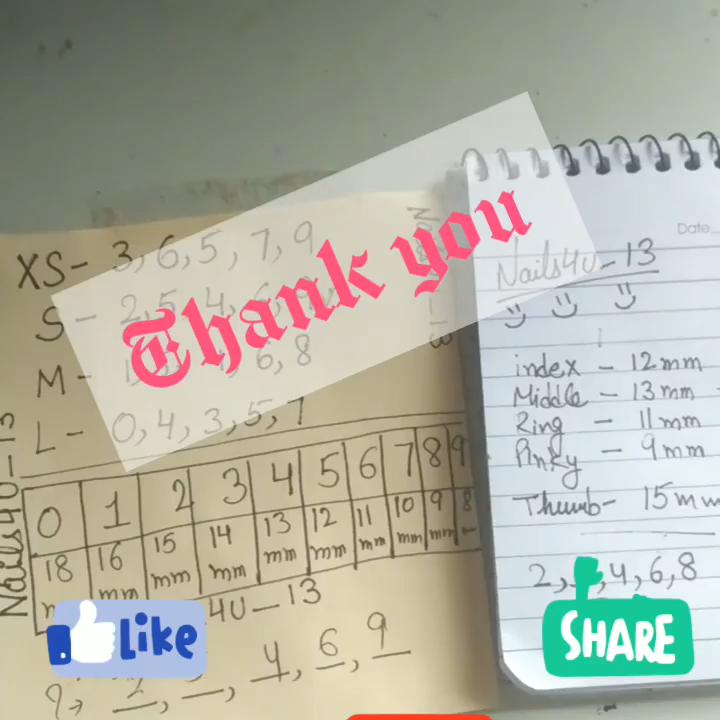 Thank you
XS- 3, 6, 5, 7, 9
S - 2, 5, 4, 6,
M - 6, 8
L - 0, 4, 3, 5, 7
0 1 2 3 4 5 6 7 8 9
18 16 mm 15 mm 14 mm 13 mm 12 mm 11 mm 10 mm 9 mm 8
4U-13
2, , 4, 6, 9
Nails4U-13
Date
Nails4U-13
index - 12mm
Middle - 13mm
Ring - 11mm
Pinky - 9mm
Thumb- 15mm
2, , 4, 6, 8
LIKE
SHARE